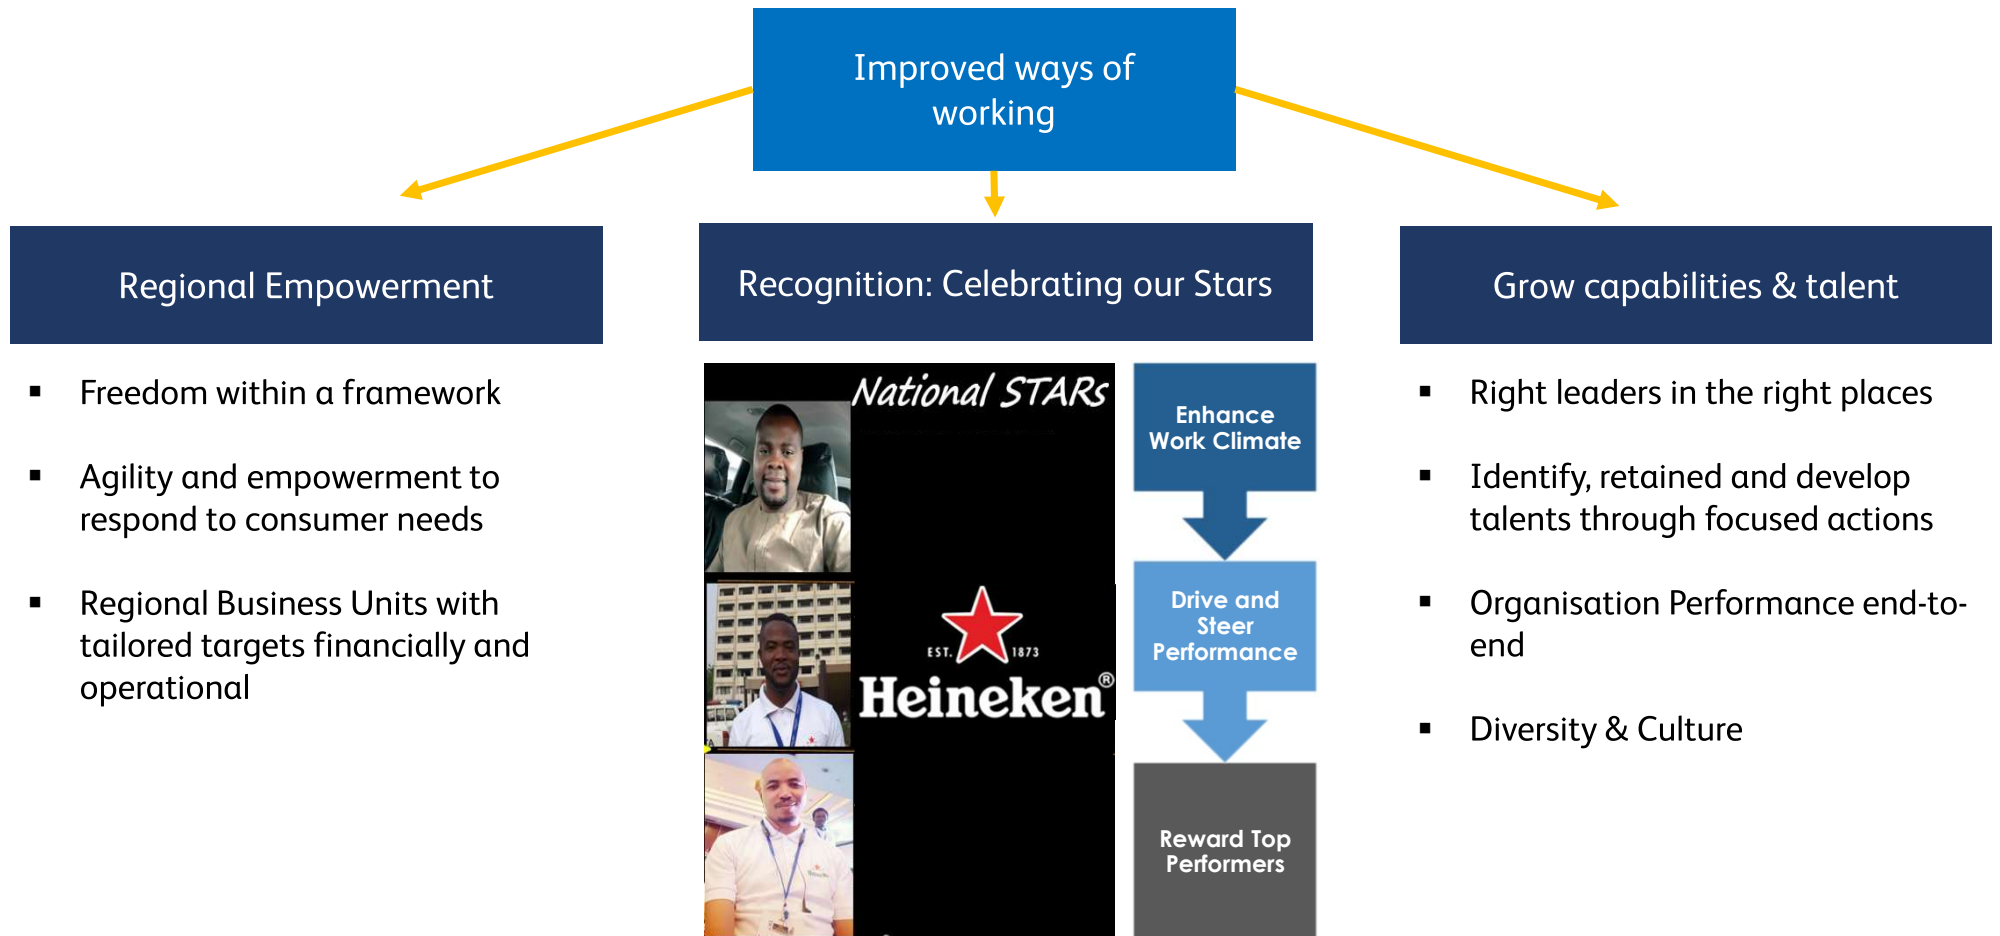 Improved ways of
working
Regional Empowerment
Recognition: Celebrating our Stars
Grow capabilities & talent
▪ Freedom within a framework
▪ Agility and empowerment to
respond to consumer needs
▪ Regional Business Units with
tailored targets financially and
operational
National STARs
EST. 1873
Heineken®
Enhance
Work Climate
Drive and
Steer
Performance
Reward Top
Performers
▪ Right leaders in the right places
▪ Identify, retained and develop
talents through focused actions
▪ Organisation Performance end-to-
end
▪ Diversity & Culture